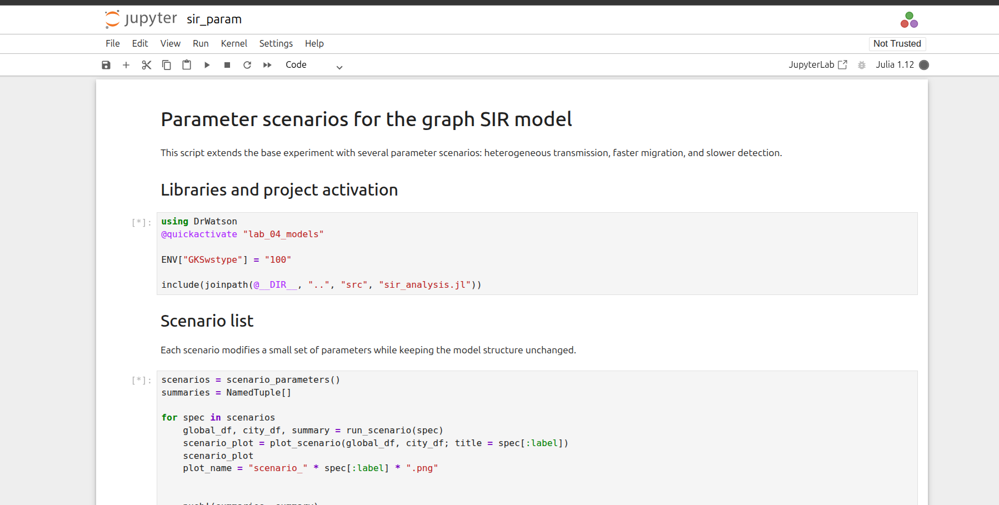 jupyter sir_param
File Edit View Run Kernel Settings Help
Not Trusted
Code
JupyterLab
Julia 1.12
Parameter scenarios for the graph SIR model
This script extends the base experiment with several parameter scenarios: heterogeneous transmission, faster migration, and slower detection.
Libraries and project activation
[*]:
using DrWatson
@quickactivate "lab_04_models"
ENV["GKSwstype"] = "100"
include(joinpath(@__DIR__, "..", "src", "sir_analysis.jl"))
Scenario list
Each scenario modifies a small set of parameters while keeping the model structure unchanged.
[*]:
scenarios = scenario_parameters()
summaries = NamedTuple[]
for spec in scenarios
    global_df, city_df, summary = run_scenario(spec)
    scenario_plot = plot_scenario(global_df, city_df; title = spec[:label])
    scenario_plot
    plot_name = "scenario_" * spec[:label] * ".png"